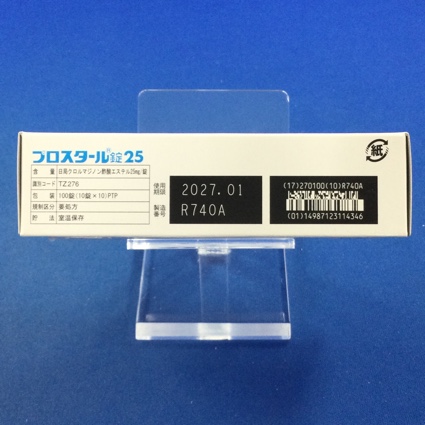 プロスタール®錠25
含　量 日局クロルマジノン酢酸エステル25mg/錠
識別コード TZ276
包　装 100錠(10錠×10)PTP
規制区分 要処方
貯　法 室温保存
使用期限 2027.01
製造番号 R740A
(17)270100(10)R740A
(01)14987123114346
紙